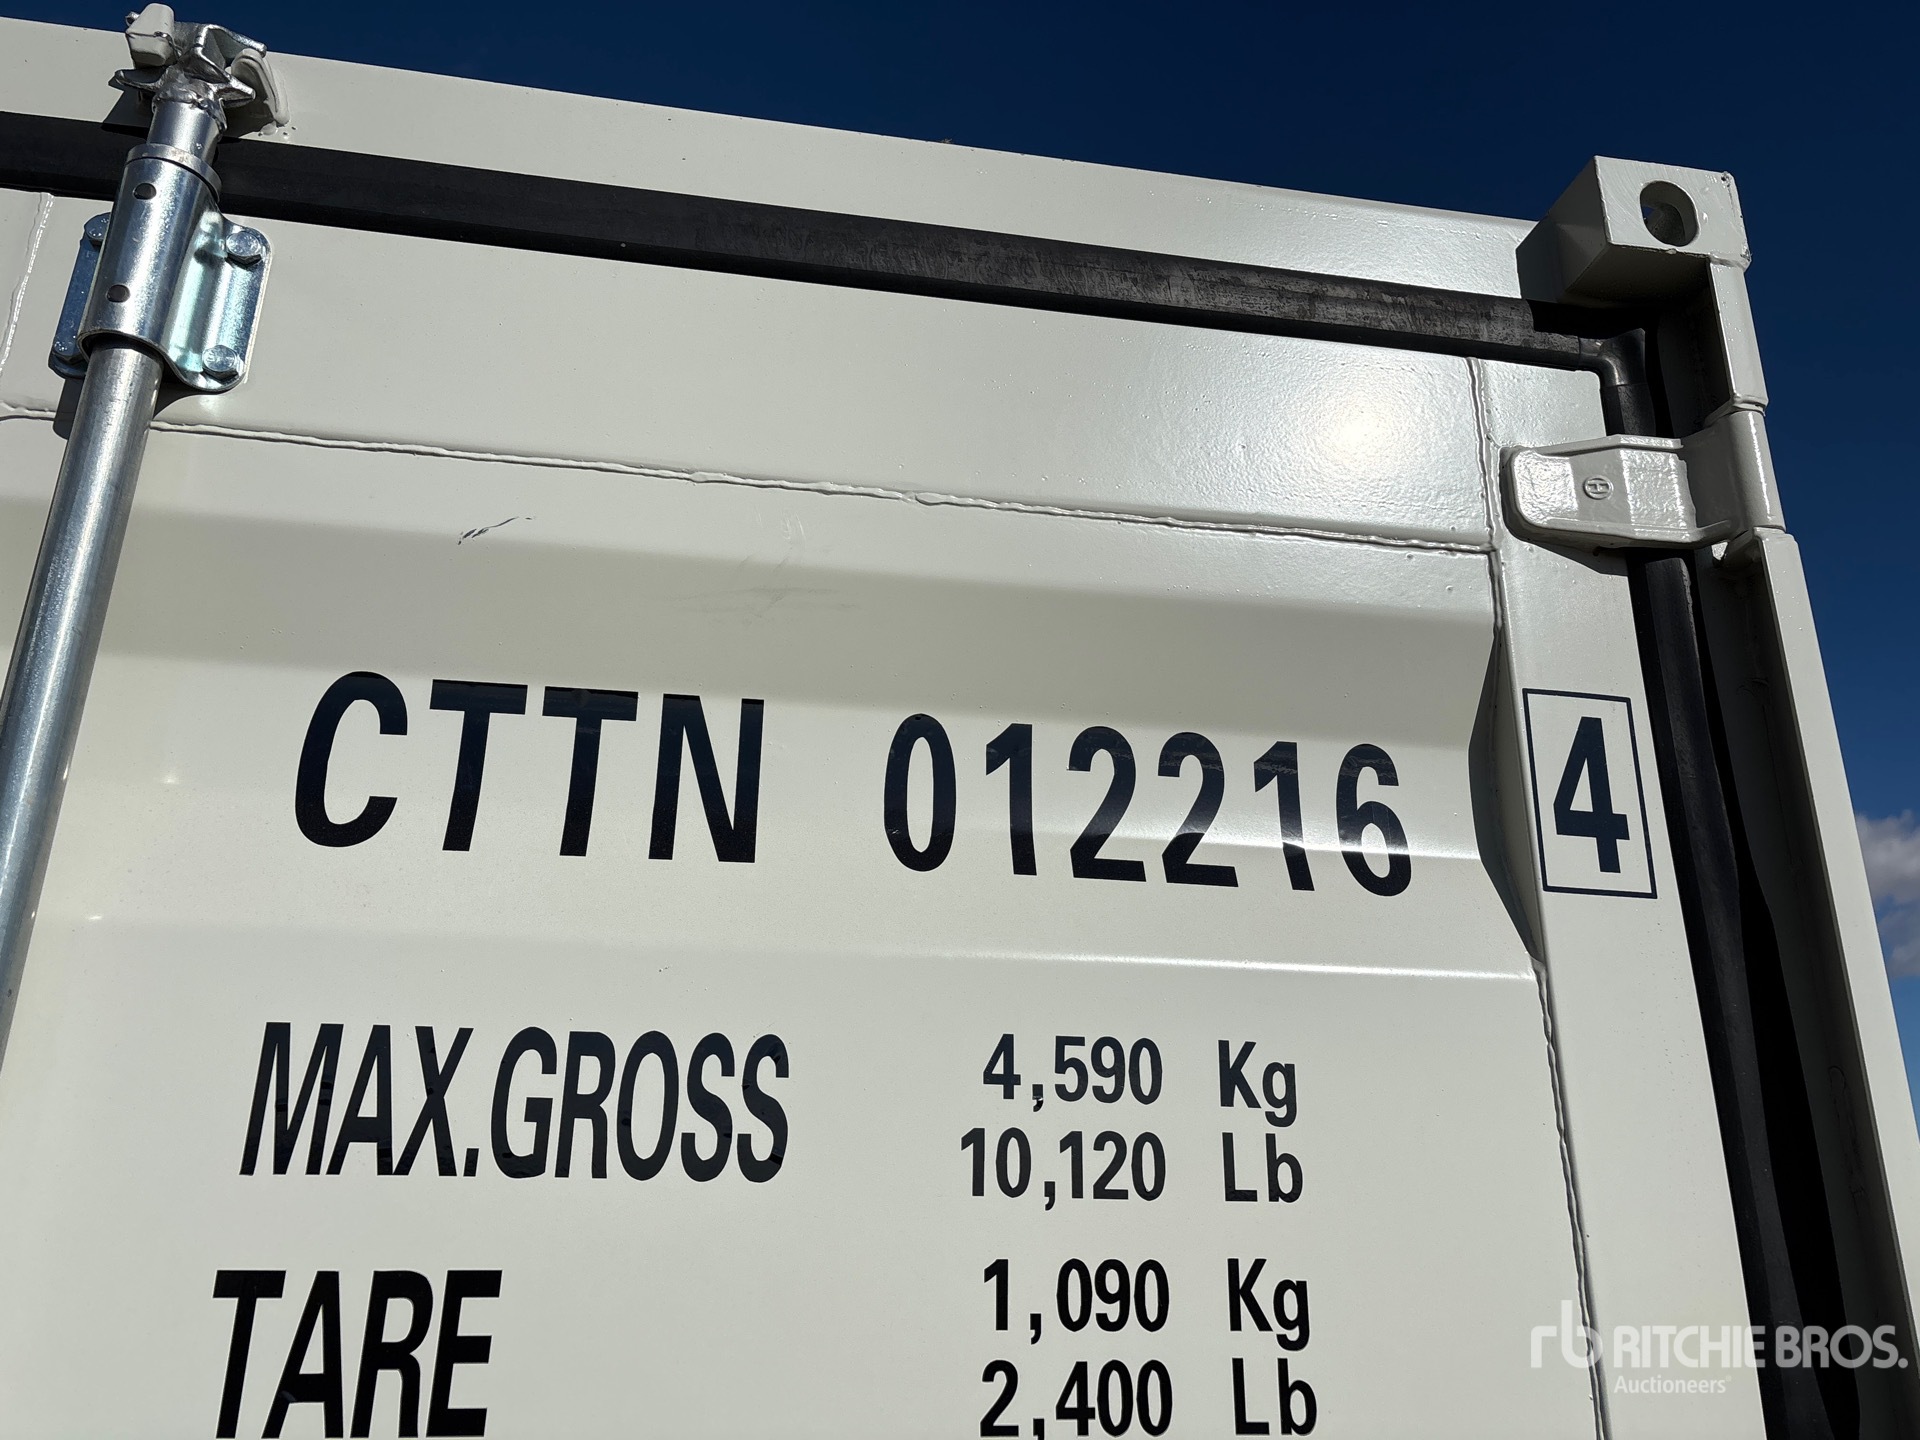 CTTN 012216 4
MAX.GROSS 4,590 Kg
10,120 Lb
TARE 1,090 Kg
2,400 Lb
rb RITCHIE BROS.
Auctioneers
H